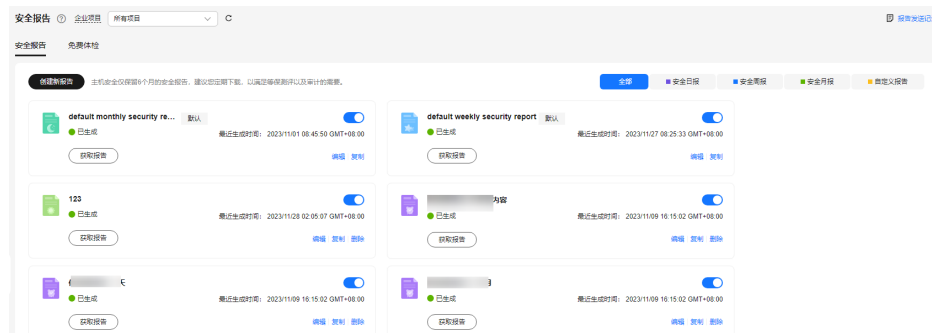 安全报告 企业项目 所有项目 报告发送记
安全报告 免费体检
创建新报告 主机安全仅保留6个月的安全报告，建议您定期下载，以满足等保测评以及审计的需要。 全部 安全日报 安全周报 安全月报 自定义报告
default monthly security re... 默认
已生成 最近生成时间： 2023/11/01 08:45:50 GMT+08:00
获取报告 编辑 复制
default weekly security report 默认
已生成 最近生成时间： 2023/11/27 08:25:33 GMT+08:00
获取报告 编辑 复制
123
已生成 最近生成时间： 2023/11/28 02:05:07 GMT+08:00
获取报告 编辑 复制 删除
内容
已生成 最近生成时间： 2023/11/09 16:15:02 GMT+08:00
获取报告 编辑 复制 删除
天
已生成 最近生成时间： 2023/11/09 16:15:02 GMT+08:00
获取报告 编辑 复制 删除
已生成 最近生成时间： 2023/11/09 16:15:02 GMT+08:00
获取报告 编辑 复制 删除